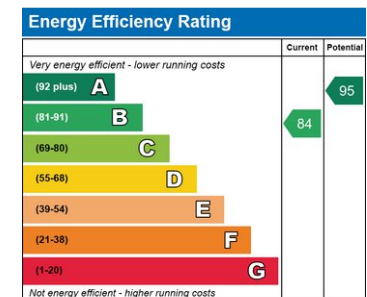 Energy Efficiency Rating
Current Potential
Very energy efficient - lower running costs
(92 plus) A
95
(81-91) B
84
(69-80) C
(55-68) D
(39-54) E
(21-38) F
(1-20) G
Not energy efficient - higher running costs